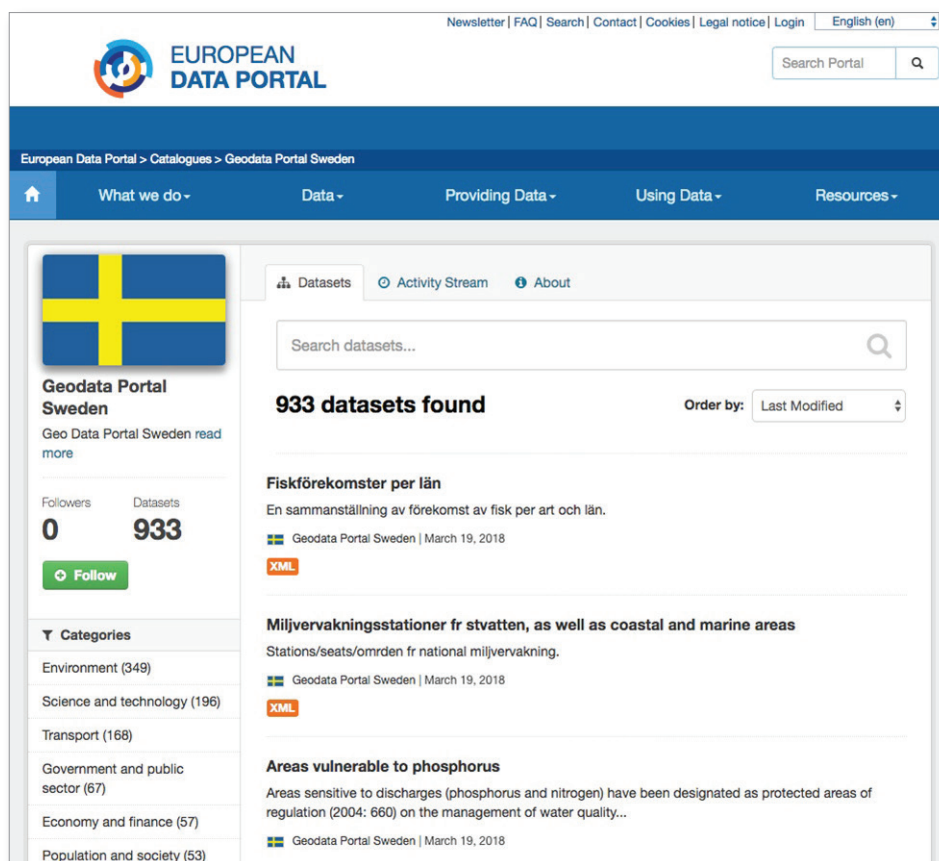 Newsletter | FAQ | Search | Contact | Cookies | Legal notice | Login English (en)
EUROPEAN
DATA PORTAL
Search Portal
European Data Portal > Catalogues > Geodata Portal Sweden
What we do Data Providing Data Using Data Resources
Datasets Activity Stream About
Search datasets...
933 datasets found
Order by: Last Modified
Geodata Portal
Sweden
Geo Data Portal Sweden read
more
Followers Datasets
0 933
Follow
Categories
Environment (349)
Science and technology (196)
Transport (168)
Government and public
sector (67)
Economy and finance (57)
Population and society (53)
Fiskförekomster per län
En sammanställning av förekomst av fisk per art och län.
Geodata Portal Sweden | March 19, 2018
XML
Miljvervakningsstationer fr stvatten, as well as coastal and marine areas
Stations/seats/omrden fr national miljvervakning.
Geodata Portal Sweden | March 19, 2018
XML
Areas vulnerable to phosphorus
Areas sensitive to discharges (phosphorus and nitrogen) have been designated as protected areas of
regulation (2004: 660) on the management of water quality...
Geodata Portal Sweden | March 19, 2018